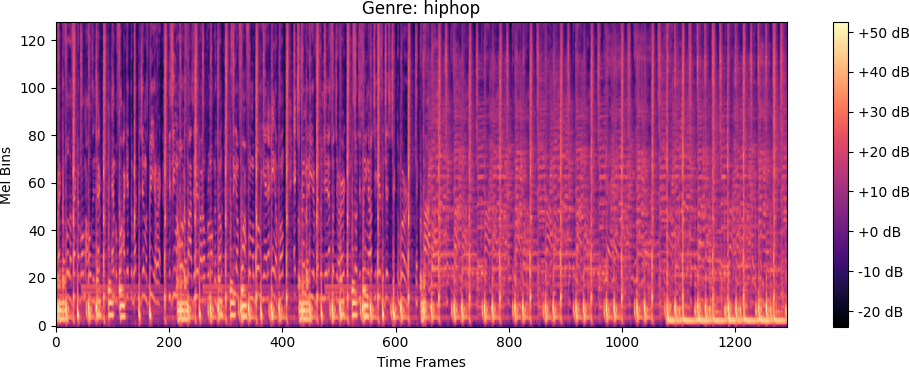 Genre: hiphop
Mel Bins
120
100
80
60
40
20
0
0 200 400 600 800 1000 1200
Time Frames
+50 dB
+40 dB
+30 dB
+20 dB
+10 dB
+0 dB
-10 dB
-20 dB